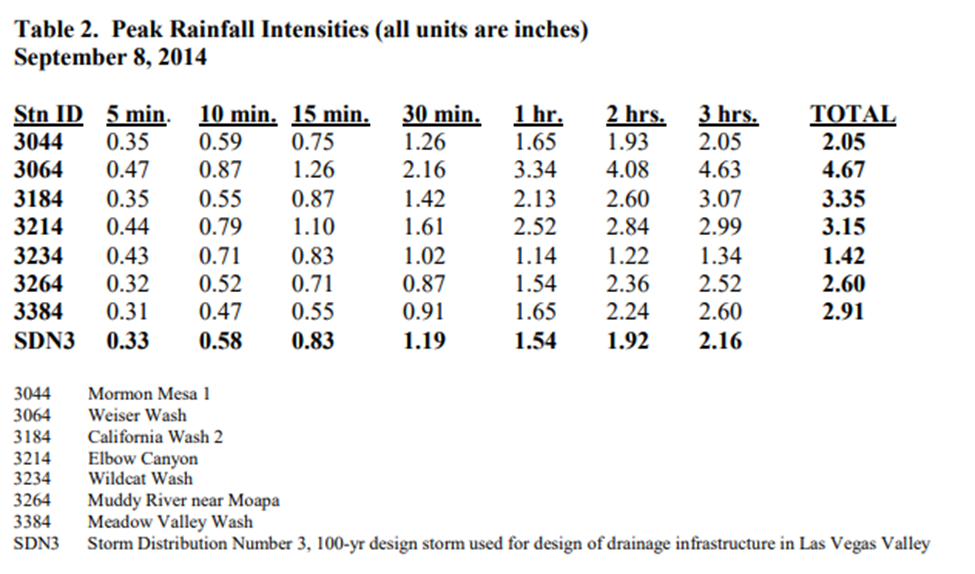 Table 2. Peak Rainfall Intensities (all units are inches)
September 8, 2014
Stn ID 5 min. 10 min. 15 min. 30 min. 1 hr. 2 hrs. 3 hrs. TOTAL
3044 0.35 0.59 0.75 1.26 1.65 1.93 2.05 2.05
3064 0.47 0.87 1.26 2.16 3.34 4.08 4.63 4.67
3184 0.35 0.55 0.87 1.42 2.13 2.60 3.07 3.35
3214 0.44 0.79 1.10 1.61 2.52 2.84 2.99 3.15
3234 0.43 0.71 0.83 1.02 1.14 1.22 1.34 1.42
3264 0.32 0.52 0.71 0.87 1.54 2.36 2.52 2.60
3384 0.31 0.47 0.55 0.91 1.65 2.24 2.60 2.91
SDN3 0.33 0.58 0.83 1.19 1.54 1.92 2.16
3044 Mormon Mesa 1
3064 Weiser Wash
3184 California Wash 2
3214 Elbow Canyon
3234 Wildcat Wash
3264 Muddy River near Moapa
3384 Meadow Valley Wash
SDN3 Storm Distribution Number 3, 100-yr design storm used for design of drainage infrastructure in Las Vegas Valley